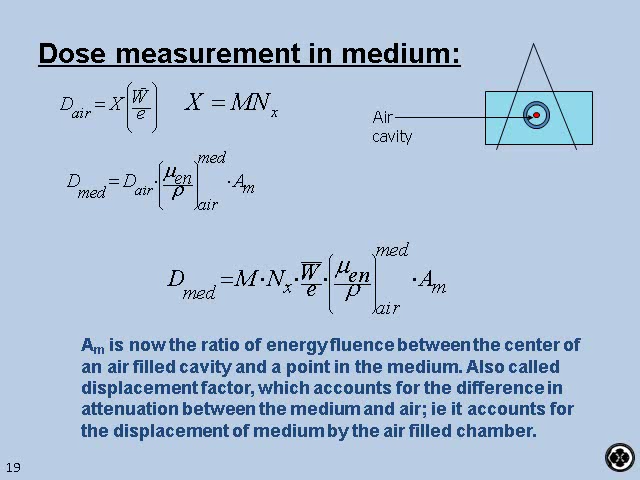 Dose measurement in medium:
D_air = X (W̄/e)   X = MN_x
Air
cavity
D_med = D_air · (μ_en/ρ)]^med_air · A_m
D_med = M·N_x· W̄/e ·(μ_en/ρ)]^med_air · A_m
A_m is now the ratio of energy fluence between the center of
an air filled cavity and a point in the medium. Also called
displacement factor, which accounts for the difference in
attenuation between the medium and air; ie it accounts for
the displacement of medium by the air filled chamber.
19